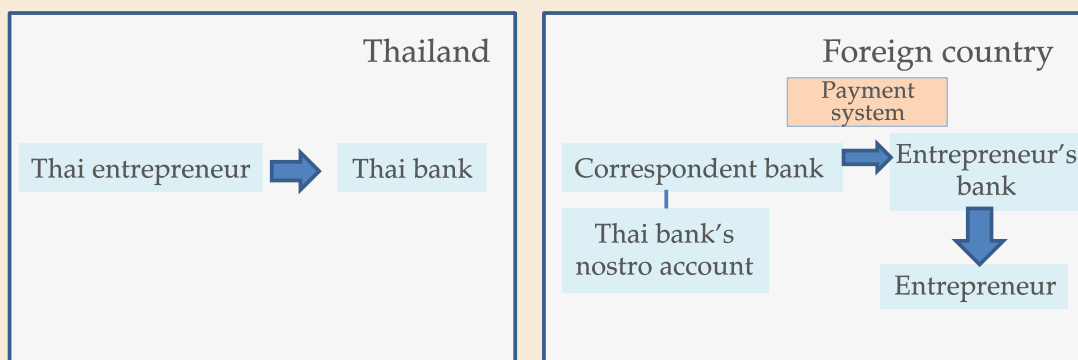 Thailand
Thai entrepreneur
Thai bank
Foreign country
Payment
system
Correspondent bank
Entrepreneur’s
bank
Thai bank’s
nostro account
Entrepreneur